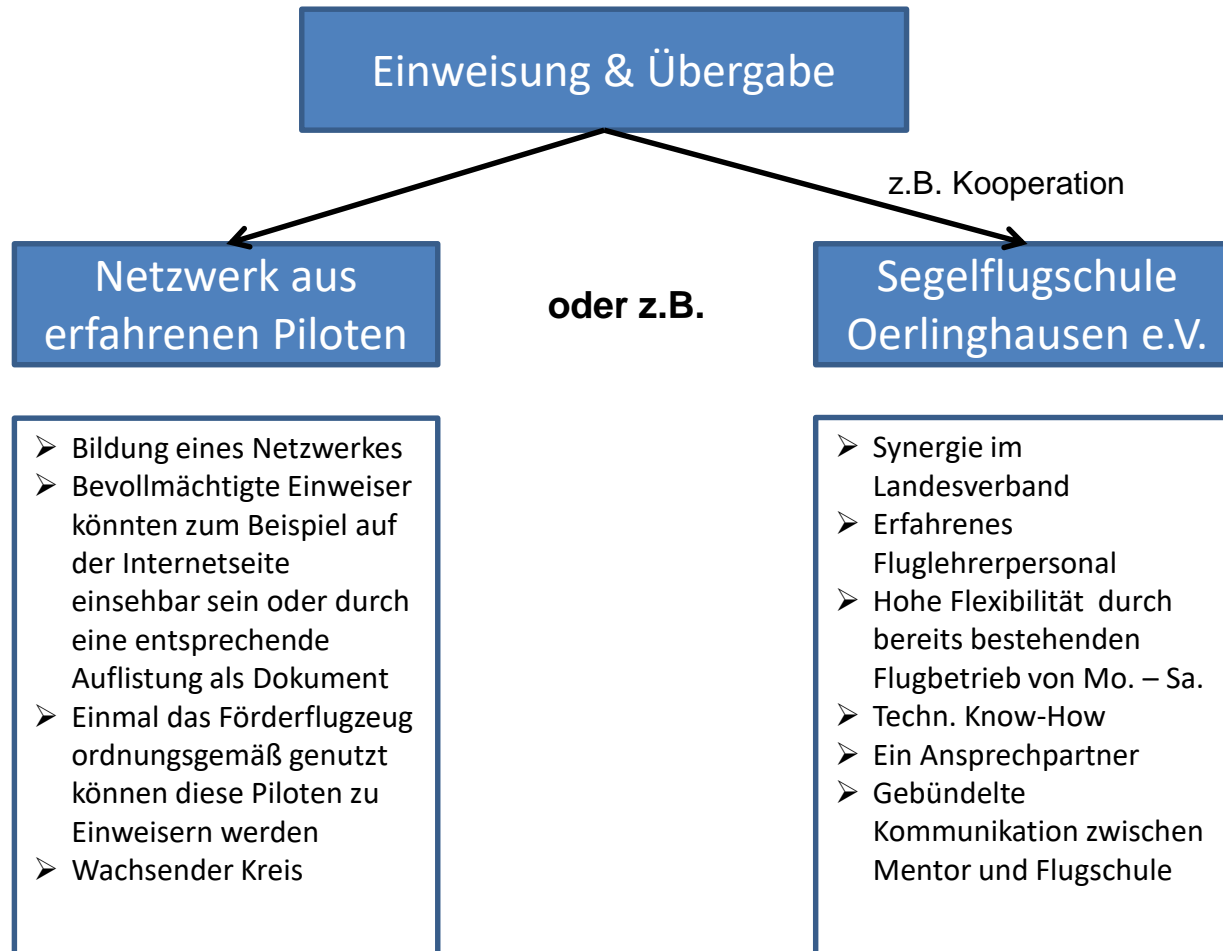 Einweisung & Übergabe
z.B. Kooperation
Netzwerk aus
erfahrenen Piloten
oder z.B.
Segelflugschule
Oerlinghausen e.V.
➢ Bildung eines Netzwerkes
➢ Bevollmächtigte Einweiser
könnten zum Beispiel auf
der Internetseite
einsehbar sein oder durch
eine entsprechende
Auflistung als Dokument
➢ Einmal das Förderflugzeug
ordnungsgemäß genutzt
können diese Piloten zu
Einweisern werden
➢ Wachsender Kreis
➢ Synergie im
Landesverband
➢ Erfahrenes
Fluglehrerpersonal
➢ Hohe Flexibilität durch
bereits bestehenden
Flugbetrieb von Mo. – Sa.
➢ Techn. Know-How
➢ Ein Ansprechpartner
➢ Gebündelte
Kommunikation zwischen
Mentor und Flugschule